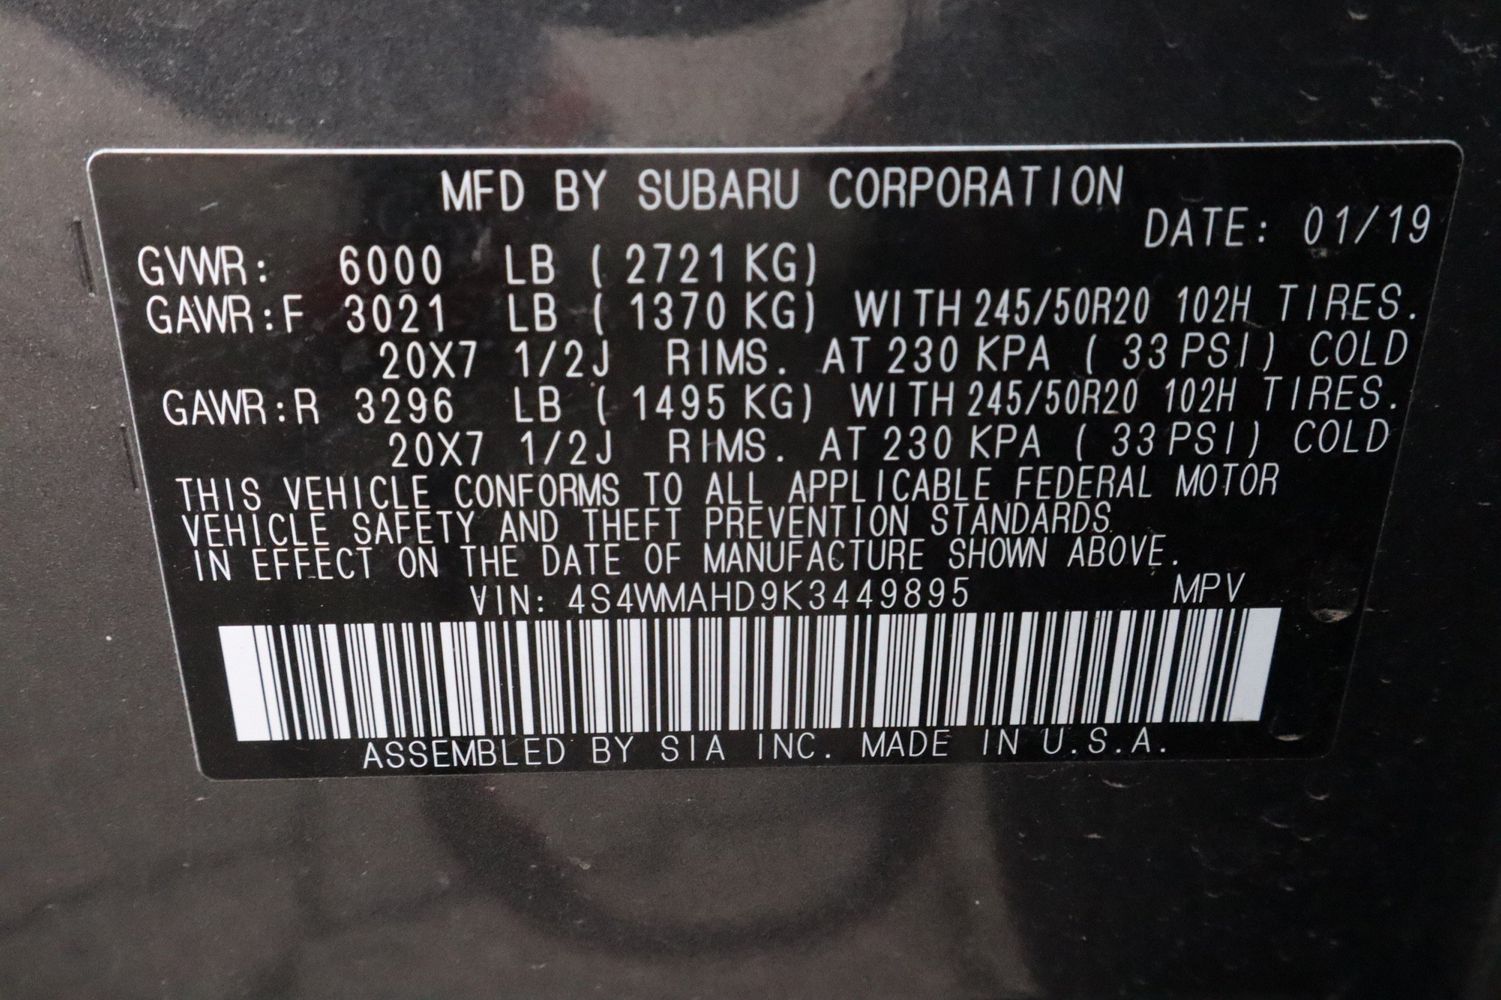 MFD BY SUBARU CORPORATION
DATE: 01/19
GVWR: 6000 LB ( 2721 KG)
GAWR:F 3021 LB ( 1370 KG) WITH 245/50R20 102H TIRES.
20X7 1/2J RIMS. AT 230 KPA ( 33 PSI) COLD
GAWR:R 3296 LB ( 1495 KG) WITH 245/50R20 102H TIRES.
20X7 1/2J RIMS. AT 230 KPA ( 33 PSI) COLD
THIS VEHICLE CONFORMS TO ALL APPLICABLE FEDERAL MOTOR
VEHICLE SAFETY AND THEFT PREVENTION STANDARDS
IN EFFECT ON THE DATE OF MANUFACTURE SHOWN ABOVE.
VIN: 4S4WMAHD9K3449895 MPV
ASSEMBLED BY SIA INC. MADE IN U.S.A.